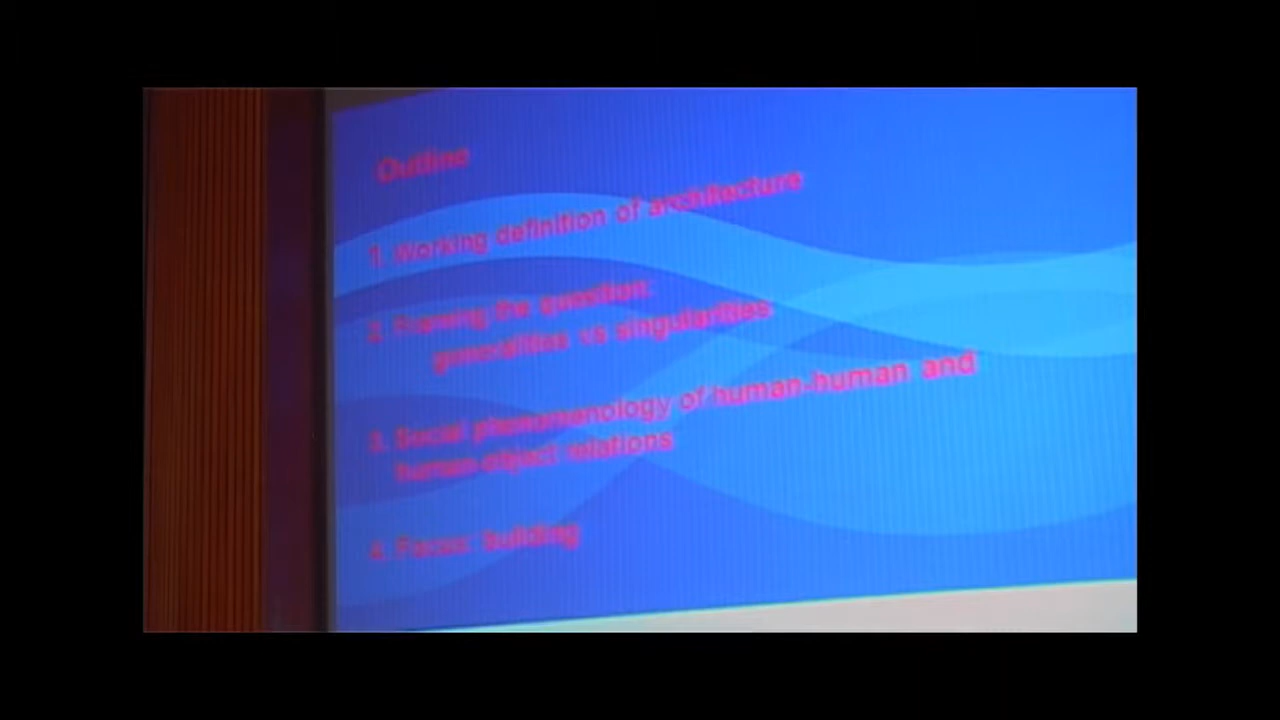 Outline
1. Working definition of architecture
2. Framing the question:
generalities vs singularities
3. Social phenomenology of human-human and
human-object relations
4. Focus: building